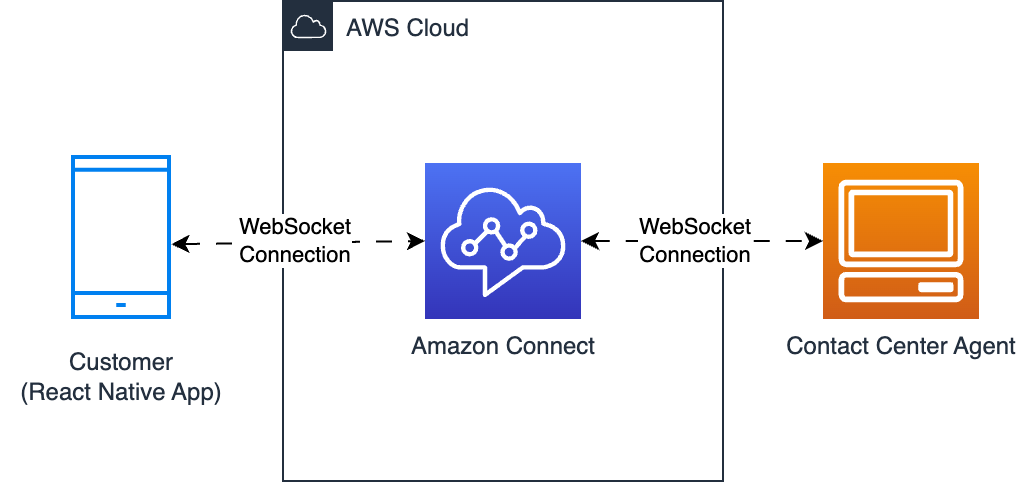 AWS Cloud
WebSocket
Connection
WebSocket
Connection
Customer
(React Native App)
Amazon Connect
Contact Center Agent